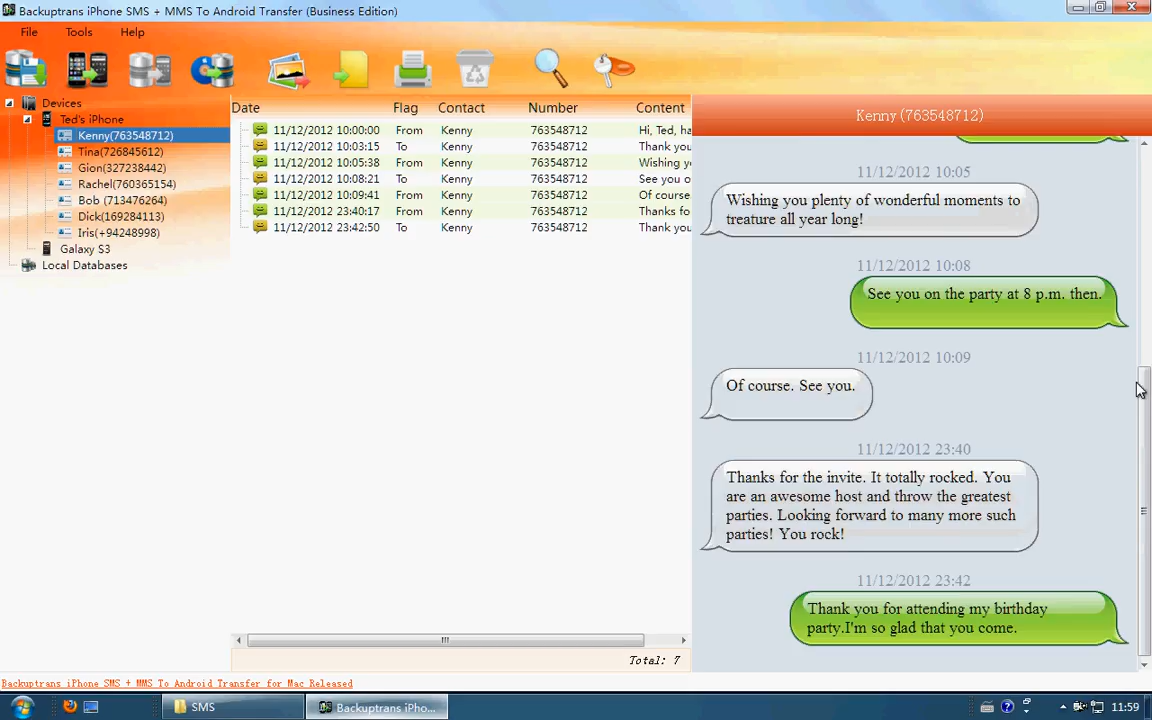 Backuptrans iPhone SMS + MMS To Android Transfer (Business Edition)
File Tools Help
Devices
Ted's iPhone
Kenny(763548712)
Tina(726845612)
Gion(327238442)
Rachel(760365154)
Bob (713476264)
Dick(169284113)
Iris(+94248998)
Galaxy S3
Local Databases
Date Flag Contact Number Content
11/12/2012 10:00:00 From Kenny 763548712 Hi, Ted, ha
11/12/2012 10:03:15 To Kenny 763548712 Thank you
11/12/2012 10:05:38 From Kenny 763548712 Wishing y
11/12/2012 10:08:21 To Kenny 763548712 See you o
11/12/2012 10:09:41 From Kenny 763548712 Of course
11/12/2012 23:40:17 From Kenny 763548712 Thanks fo
11/12/2012 23:42:50 To Kenny 763548712 Thank you
Total: 7
Kenny(763548712)
11/12/2012 10:05
Wishing you plenty of wonderful moments to
treature all year long!
11/12/2012 10:08
See you on the party at 8 p.m. then.
11/12/2012 10:09
Of course. See you.
11/12/2012 23:40
Thanks for the invite. It totally rocked. You
are an awesome host and throw the greatest
parties. Looking forward to many more such
parties! You rock!
11/12/2012 23:42
Thank you for attending my birthday
party.I'm so glad that you come.
Backuptrans iPhone SMS + MMS To Android Transfer for Mac Released
SMS
Backuptrans iPho...
11:59